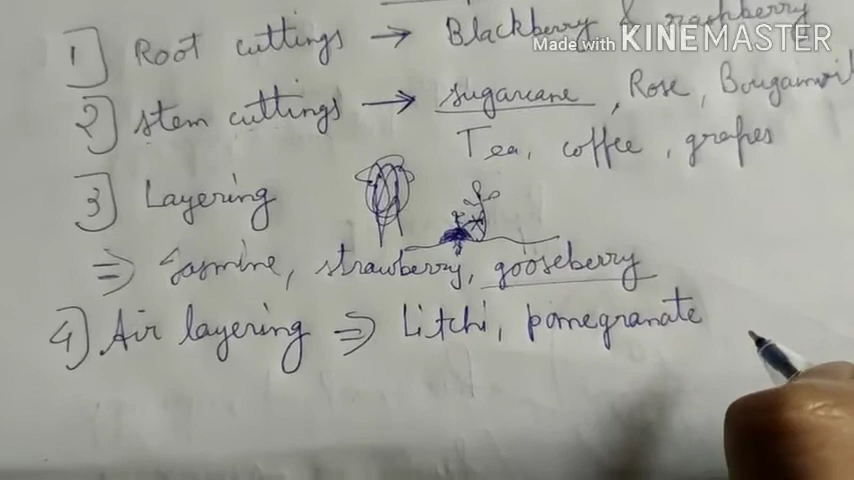 1] Root cuttings → Blackberry & rashberry
Made with KINEMASTER
2] stem cuttings → sugarcane, Rose, Bougainvil
Tea, coffee, grapes
3] Layering
⇒ Jasmine, strawberry, gooseberry
4] Air layering ⇒ Litchi, pomegranate